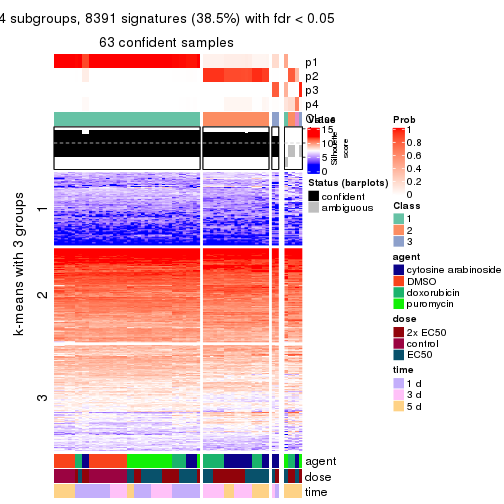 4 subgroups, 8391 signatures (38.5%) with fdr < 0.05
63 confident samples
p1
p2
p3
p4
Class
Silhouette
score
k-means with 3 groups
1
2
3
15
10
5
0
Status (barplots)
confident
ambiguous
Prob
1
0.8
0.6
0.4
0.2
0
Class
1
2
3
agent
cytosine arabinoside
DMSO
doxorubicin
puromycin
dose
2x EC50
control
EC50
time
1 d
3 d
5 d
agent
dose
time